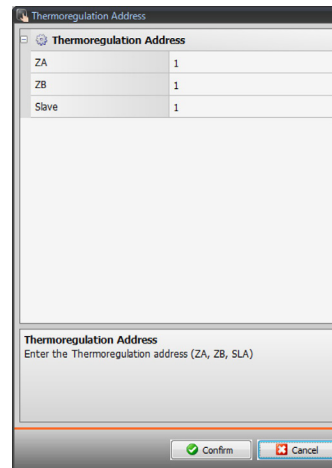 Thermoregulation Address
Thermoregulation Address
ZA 1
ZB 1
Slave 1
Thermoregulation Address
Enter the Thermoregulation address (ZA, ZB, SLA)
Confirm Cancel